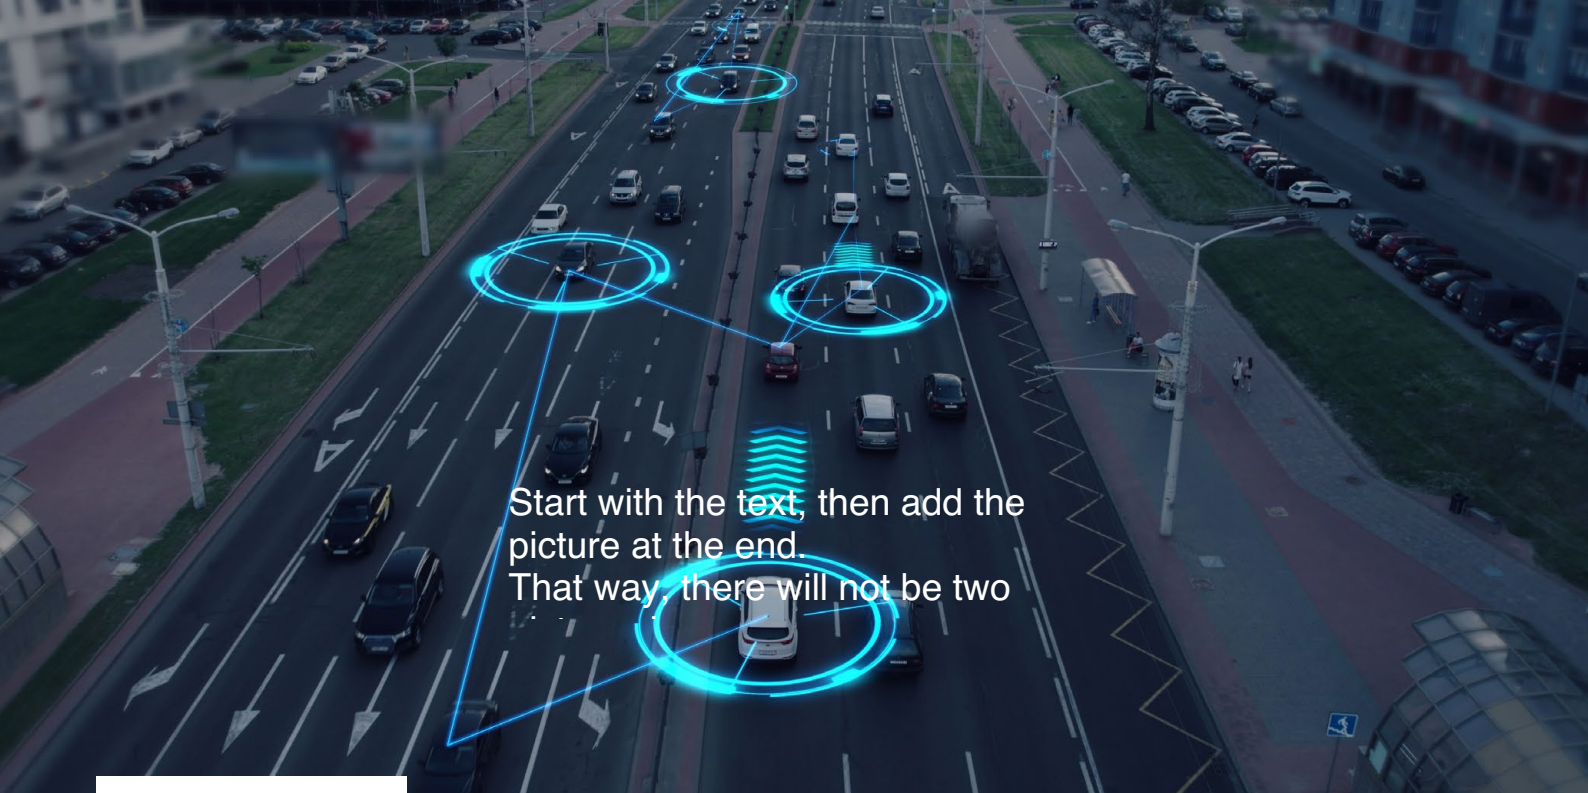 Start with the text, then add the
picture at the end.
That way, there will not be two